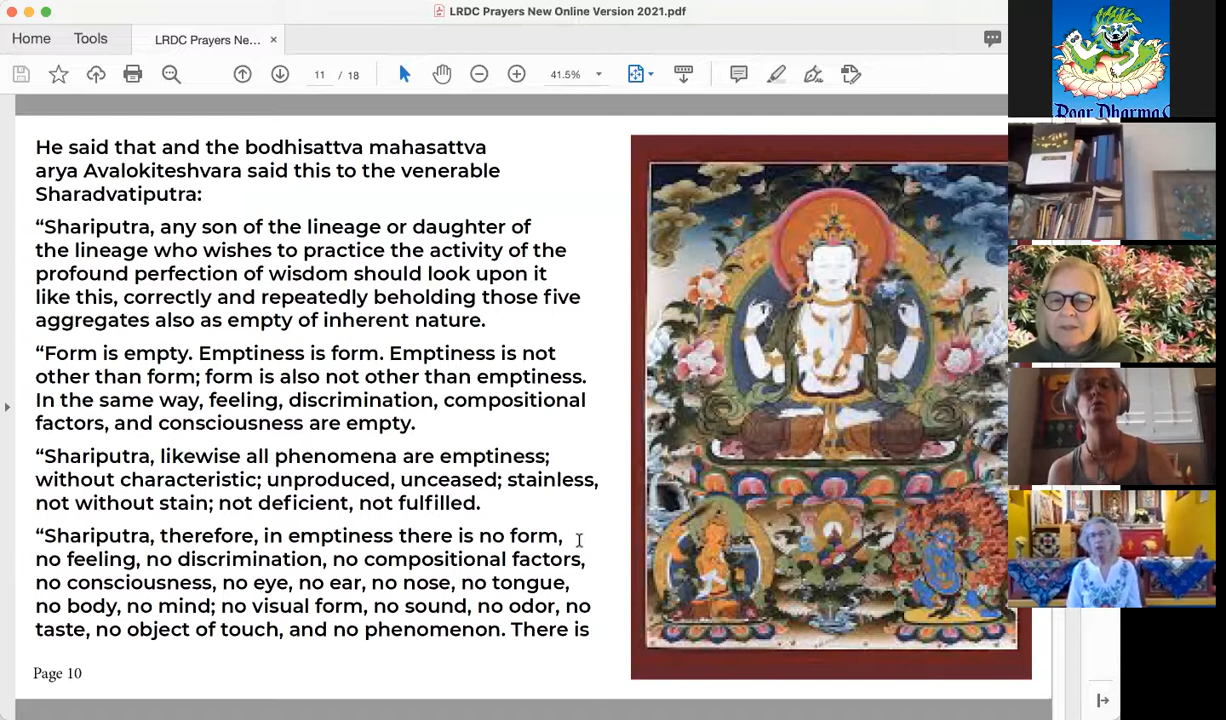 LRDC Prayers New Online Version 2021.pdf
Home Tools LRDC Prayers Ne... ×
11 / 18 41.5%
He said that and the bodhisattva mahasattva
arya Avalokiteshvara said this to the venerable
Sharadvatiputra:
“Shariputra, any son of the lineage or daughter of
the lineage who wishes to practice the activity of the
profound perfection of wisdom should look upon it
like this, correctly and repeatedly beholding those five
aggregates also as empty of inherent nature.
“Form is empty. Emptiness is form. Emptiness is not
other than form; form is also not other than emptiness.
In the same way, feeling, discrimination, compositional
factors, and consciousness are empty.
“Shariputra, likewise all phenomena are emptiness;
without characteristic; unproduced, unceased; stainless,
not without stain; not deficient, not fulfilled.
“Shariputra, therefore, in emptiness there is no form,
no feeling, no discrimination, no compositional factors,
no consciousness, no eye, no ear, no nose, no tongue,
no body, no mind; no visual form, no sound, no odor, no
taste, no object of touch, and no phenomenon. There is
Page 10
Roar Dharma